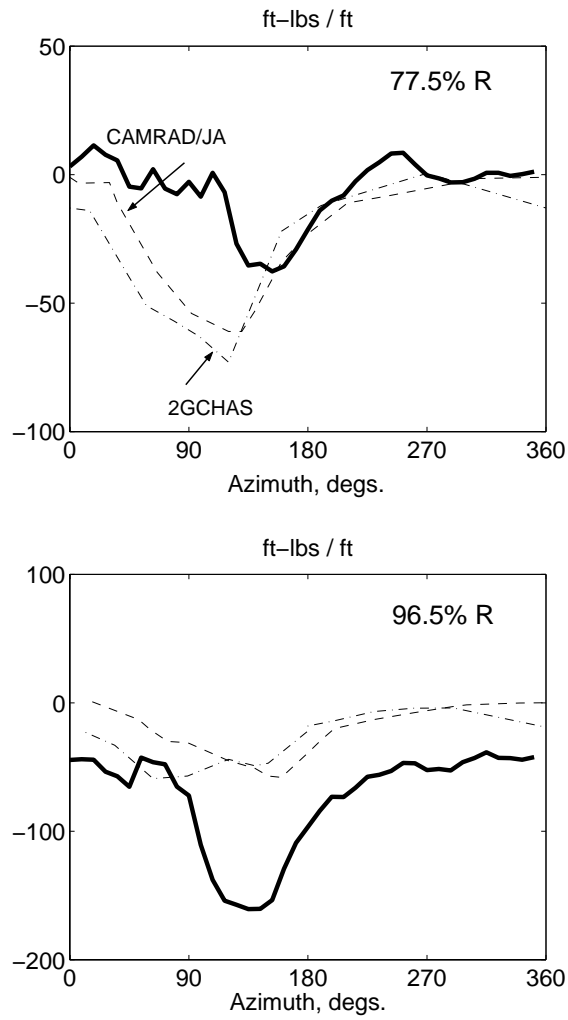 ft−lbs / ft
50
77.5% R
CAMRAD/JA
0
−50
2GCHAS
−100
0 90 180 270 360
Azimuth, degs.
ft−lbs / ft
100
96.5% R
0
−100
−200
0 90 180 270 360
Azimuth, degs.